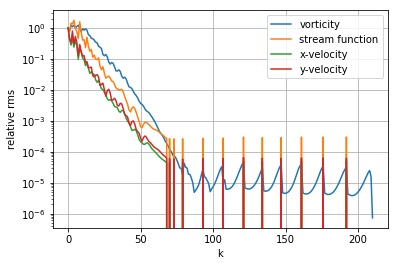 vorticity
stream function
x-velocity
y-velocity
relative rms
10⁰
10⁻¹
10⁻²
10⁻³
10⁻⁴
10⁻⁵
10⁻⁶
0 50 100 150 200
k